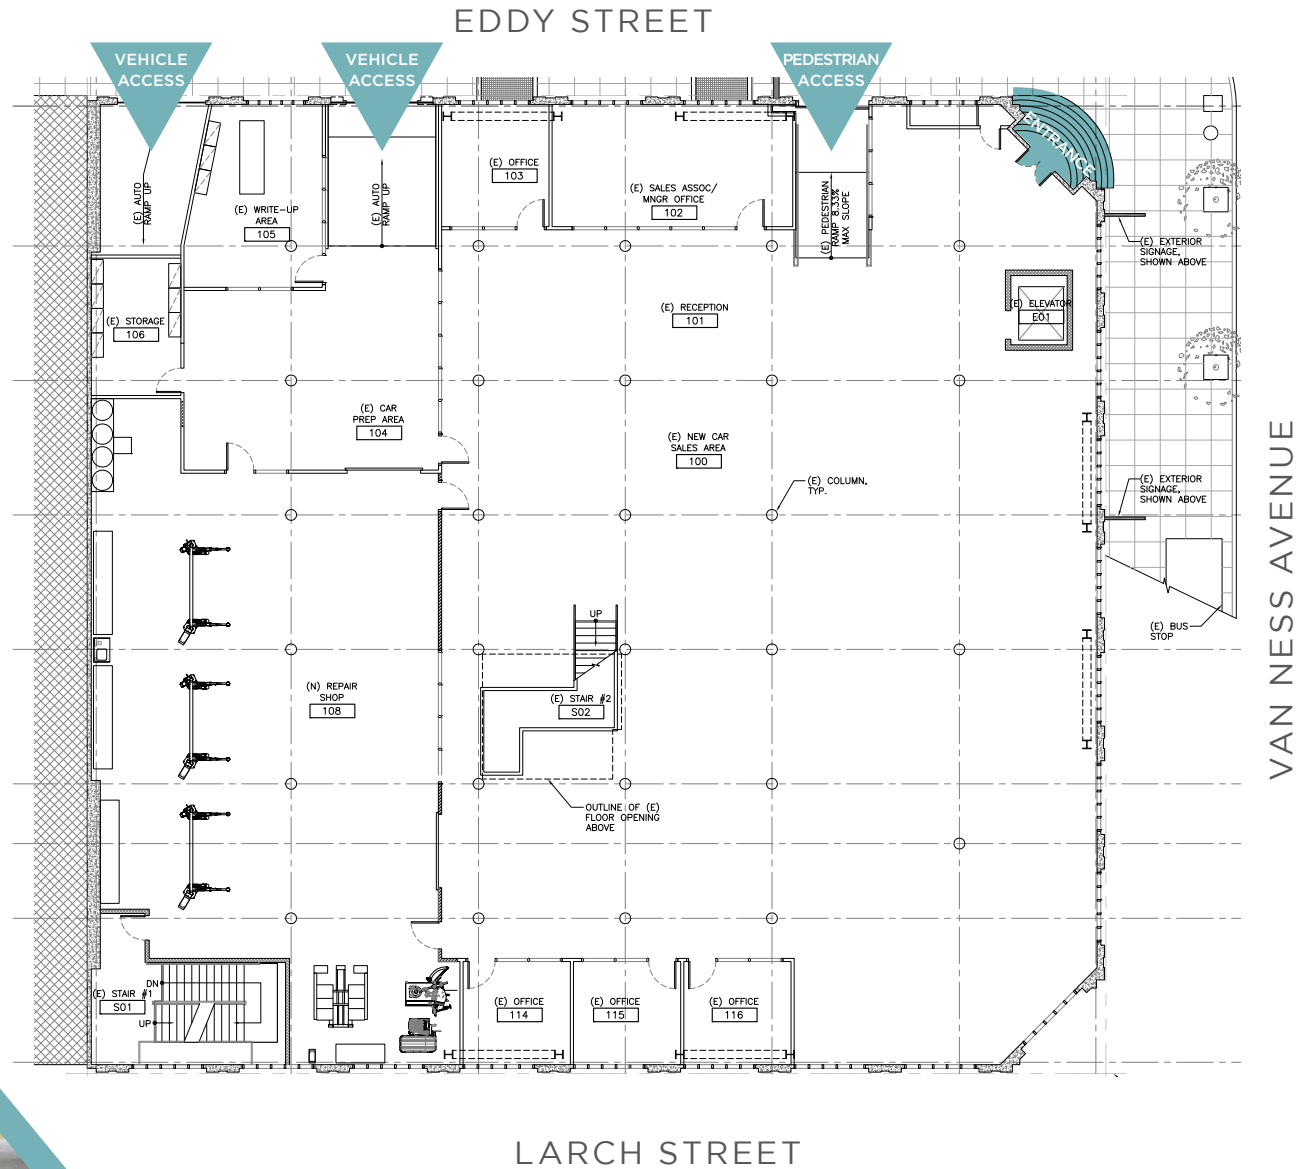 EDDY STREET
VEHICLE
ACCESS
VEHICLE
ACCESS
PEDESTRIAN
ACCESS
ENTRANCE
(E) AUTO
RAMP UP
(E) WRITE-UP
AREA
105
(E) AUTO
RAMP UP
(E) OFFICE
103
(E) SALES ASSOC/
MNGR OFFICE
102
(E) PEDESTRIAN
RAMP 8.33%
MAX SLOPE
(E) EXTERIOR
SIGNAGE,
SHOWN ABOVE
(E) STORAGE
106
(E) RECEPTION
101
(E) ELEVATOR
E01
(E) CAR
PREP AREA
104
(E) NEW CAR
SALES AREA
100
(E) COLUMN,
TYP.
(E) EXTERIOR
SIGNAGE,
SHOWN ABOVE
VAN NESS AVENUE
(E) BUS
STOP
UP
(N) REPAIR
SHOP
108
(E) STAIR #2
S02
OUTLINE OF (E)
FLOOR OPENING
ABOVE
DN
(E) STAIR #1
S01
UP
(E) OFFICE
114
(E) OFFICE
115
(E) OFFICE
116
LARCH STREET